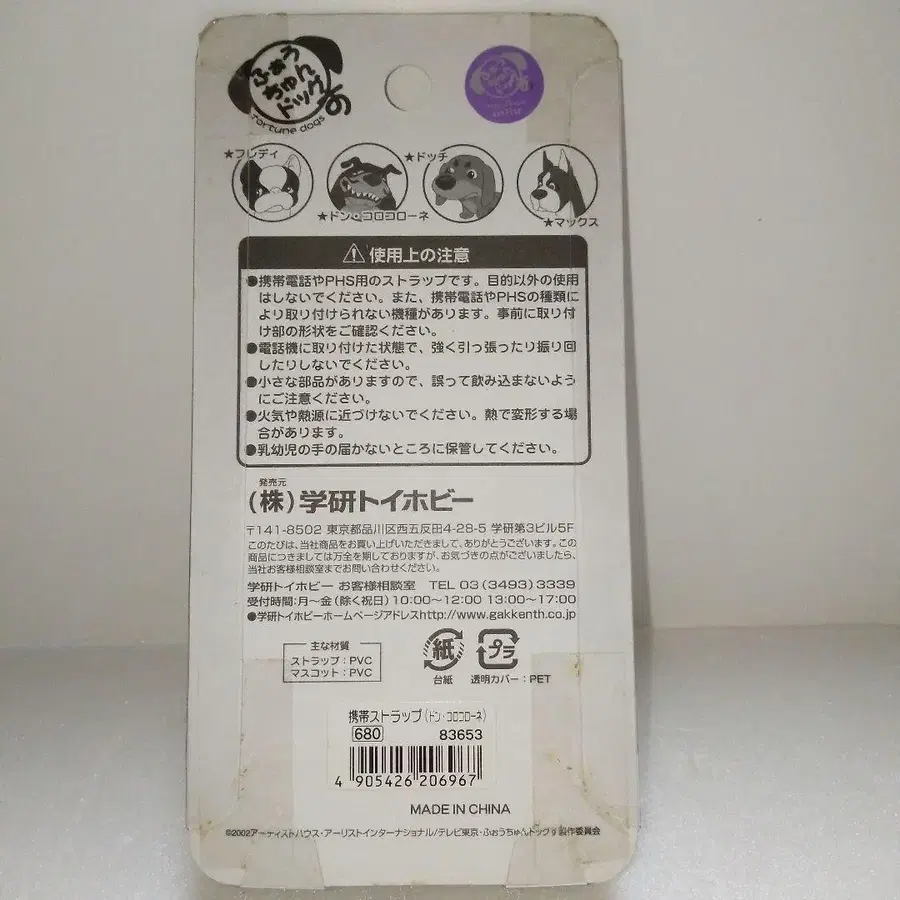 ふぉう
ちゅん
ドッグす
fortune dogs
★フレディ
★ドン・コロコローネ
★ドッチ
★マックス
使用上の注意
●携帯電話やPHS用のストラップです。目的以外の使用
はしないでください。また、携帯電話やPHSの種類に
より取り付けられない機種があります。事前に取り付
け部の形状をご確認ください。
●電話機に取り付けた状態で、強く引っ張ったり振り回
したりしないでください。
●小さな部品がありますので、誤って飲み込まないよう
にご注意ください。
●火気や熱源に近づけないでください。熱で変形する場
合があります。
●乳幼児の手の届かないところに保管してください。
発売元
(株)学研トイホビー
〒141-8502 東京都品川区西五反田4-28-5 学研第3ビル5F
このたびは、当社商品をお買い上げいただきまして、ありがとうございます。この
商品につきましては万全を期しておりますが、お気づきの点がございましたら、
当社お客様相談室までお問い合わせください。
学研トイホビー お客様相談室 TEL 03(3493)3339
受付時間:月〜金(除く祝日)10:00〜12:00 13:00〜17:00
●学研トイホビーホームページアドレスhttp://www.gakkenth.co.jp
主な材質
ストラップ:PVC
マスコット:PVC
紙
台紙
プラ
透明カバー:PET
携帯ストラップ(ドン・コロコローネ)
680 83653
4 905426 206967
MADE IN CHINA
©2002アーティストハウス・アーリストインターナショナル/テレビ東京・ふぉうちゅんドッグす製作委員会